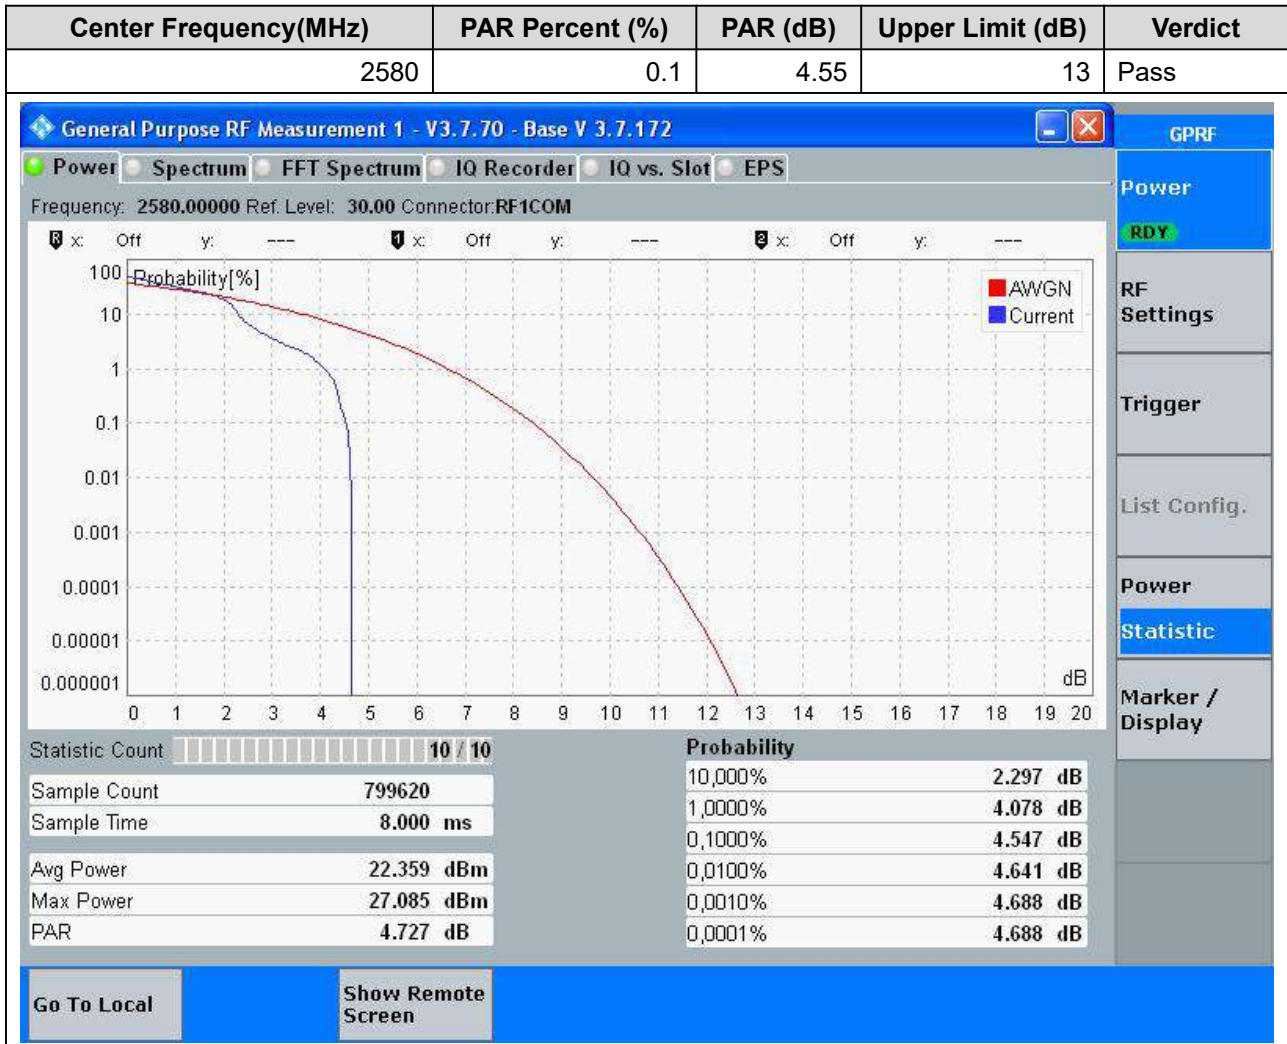 Center Frequency(MHz) PAR Percent (%) PAR (dB) Upper Limit (dB) Verdict
2580 0.1 4.55 13 Pass
General Purpose RF Measurement 1 - V3.7.70 - Base V 3.7.172
GPRF
Power Spectrum FFT Spectrum IQ Recorder IQ vs. Slot EPS
Power
RDY
Frequency: 2580.00000 Ref. Level: 30.00 Connector:RF1COM
R x: Off y: --- 1 x: Off y: --- 2 x: Off y: ---
Probability[%]
AWGN
Current
100
10
1
0.1
0.01
0.001
0.0001
0.00001
0.000001
dB
0 1 2 3 4 5 6 7 8 9 10 11 12 13 14 15 16 17 18 19 20
RF
Settings
Trigger
List Config.
Power
Statistic
Marker /
Display
Statistic Count 10 / 10
Sample Count 799620
Sample Time 8.000 ms
Avg Power 22.359 dBm
Max Power 27.085 dBm
PAR 4.727 dB
Probability
10,000% 2.297 dB
1,0000% 4.078 dB
0,1000% 4.547 dB
0,0100% 4.641 dB
0,0010% 4.688 dB
0,0001% 4.688 dB
Go To Local
Show Remote
Screen